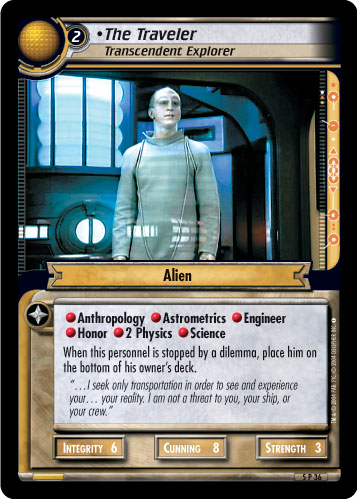 2
•The Traveler
Transcendent Explorer
Alien
•Anthropology •Astrometrics •Engineer
•Honor •2 Physics •Science
When this personnel is stopped by a dilemma, place him on
the bottom of his owner's deck.
"…I seek only transportation in order to see and experience
your… your reality. I am not a threat to you, your ship, or
your crew."
INTEGRITY 6 CUNNING 8 STRENGTH 3
5 P 36